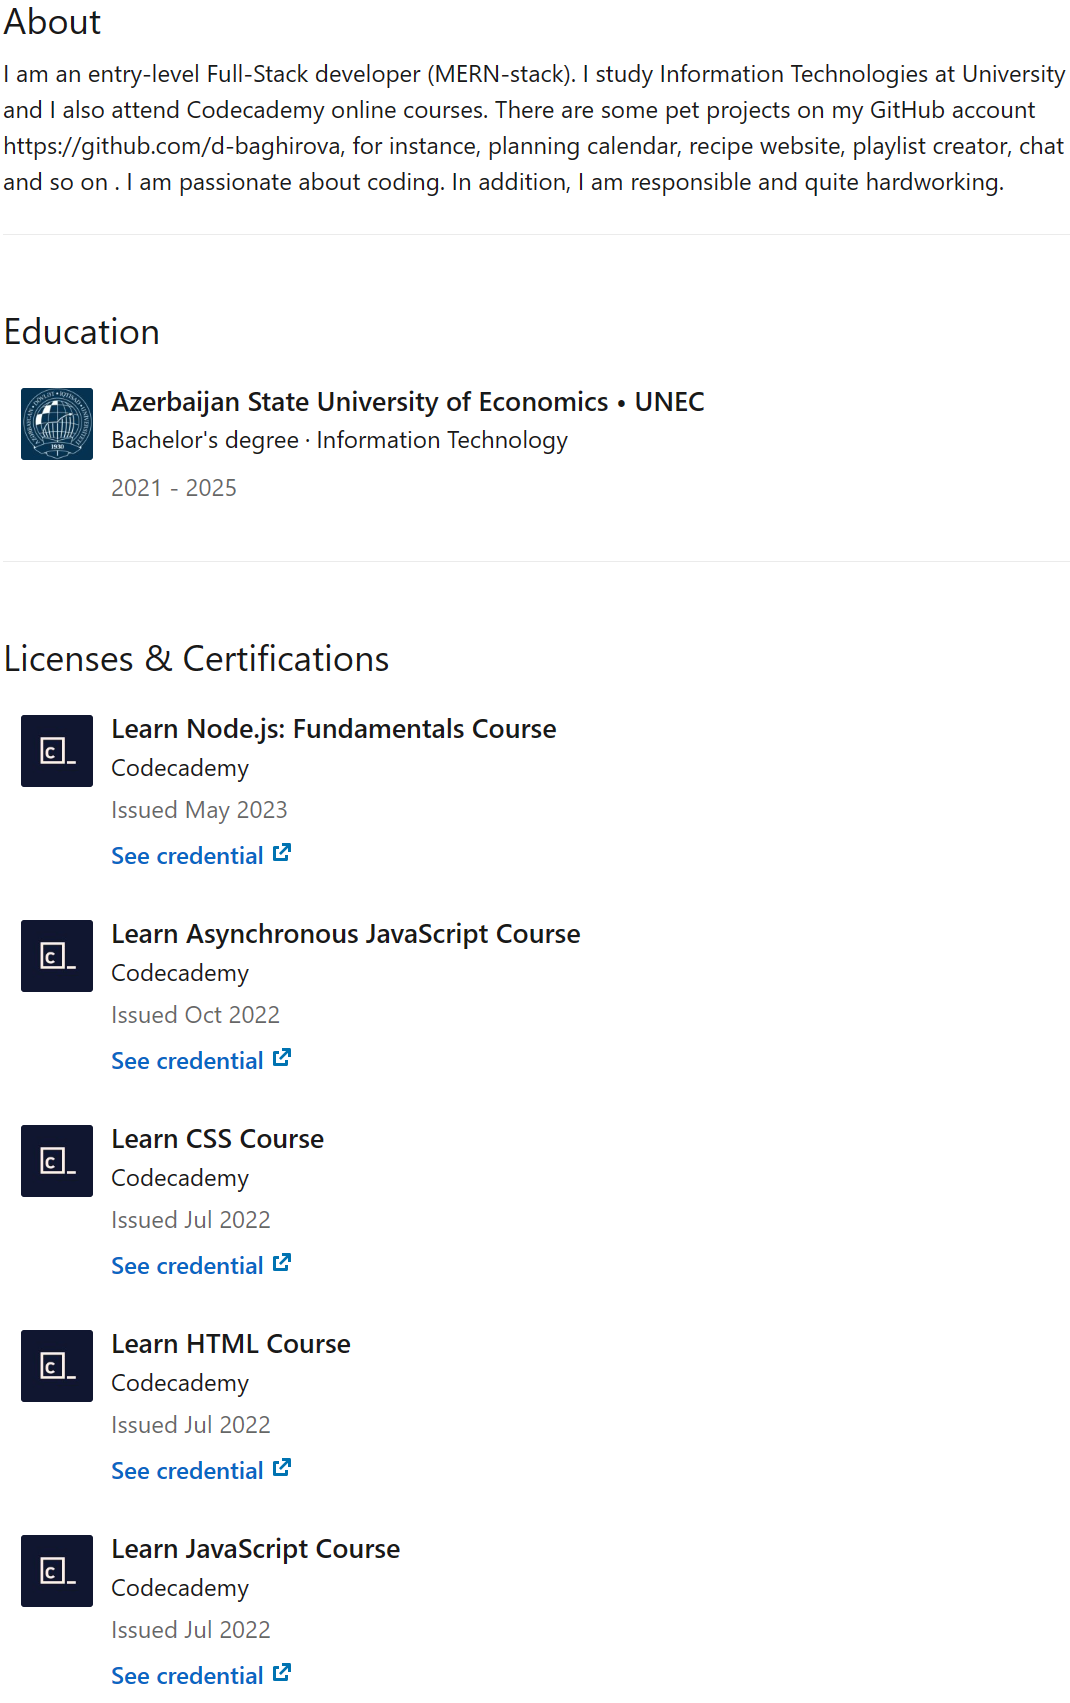 About
I am an entry-level Full-Stack developer (MERN-stack). I study Information Technologies at University
and I also attend Codecademy online courses. There are some pet projects on my GitHub account
https://github.com/d-baghirova, for instance, planning calendar, recipe website, playlist creator, chat
and so on . I am passionate about coding. In addition, I am responsible and quite hardworking.
Education
Azerbaijan State University of Economics • UNEC
Bachelor's degree · Information Technology
1930
2021 - 2025
Licenses & Certifications
Learn Node.js: Fundamentals Course
c_
Codecademy
Issued May 2023
See credential
Learn Asynchronous JavaScript Course
c_
Codecademy
Issued Oct 2022
See credential
Learn CSS Course
c_
Codecademy
Issued Jul 2022
See credential
Learn HTML Course
c_
Codecademy
Issued Jul 2022
See credential
Learn JavaScript Course
c_
Codecademy
Issued Jul 2022
See credential